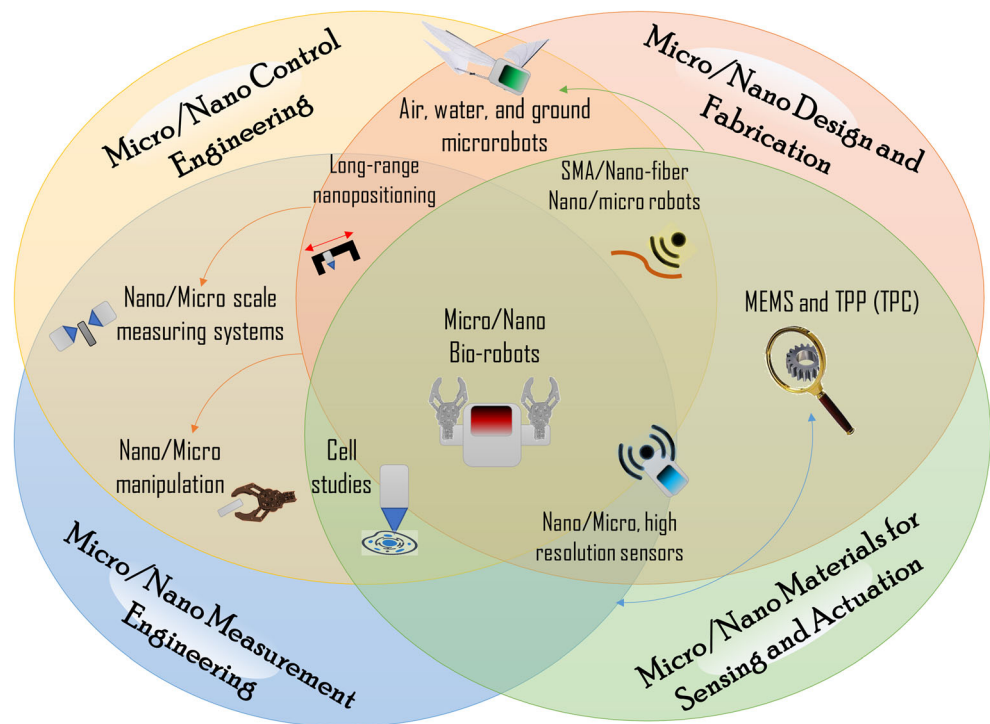 Micro/Nano Control
Engineering
Micro/Nano Design and
Fabrication
Air, water, and ground
microrobots
Long-range
nanopositioning
SMA/Nano-fiber
Nano/micro robots
Nano/Micro scale
measuring systems
MEMS and TPP (TPC)
Micro/Nano
Bio-robots
Nano/Micro
manipulation
Cell
studies
Nano/Micro, high
resolution sensors
Micro/Nano Measurement
Engineering
Micro/Nano Materials for
Sensing and Actuation